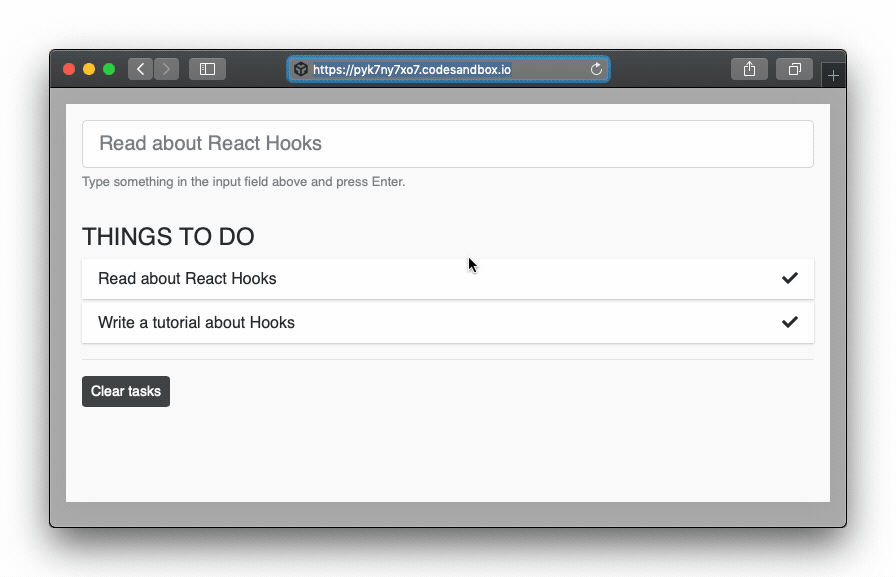 https://pyk7ny7xo7.codesandbox.io
Read about React Hooks
Type something in the input field above and press Enter.
THINGS TO DO
Read about React Hooks
Write a tutorial about Hooks
Clear tasks